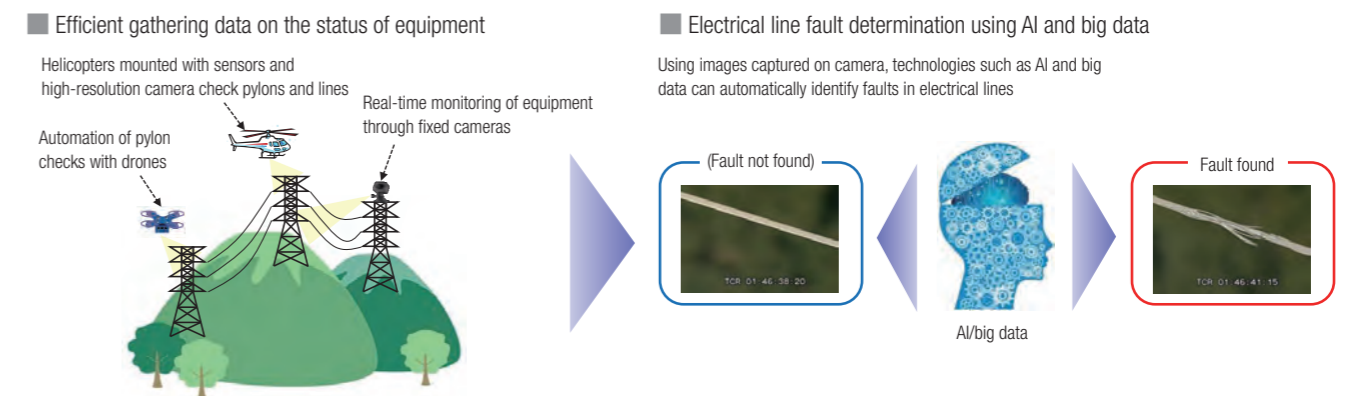 Efficient gathering data on the status of equipment
Helicopters mounted with sensors and
high-resolution camera check pylons and lines
Real-time monitoring of equipment
through fixed cameras
Automation of pylon
checks with drones
Electrical line fault determination using AI and big data
Using images captured on camera, technologies such as AI and big
data can automatically identify faults in electrical lines
(Fault not found)
TCR 01:46:38:20
AI/big data
Fault found
TCR 01:46:41:15